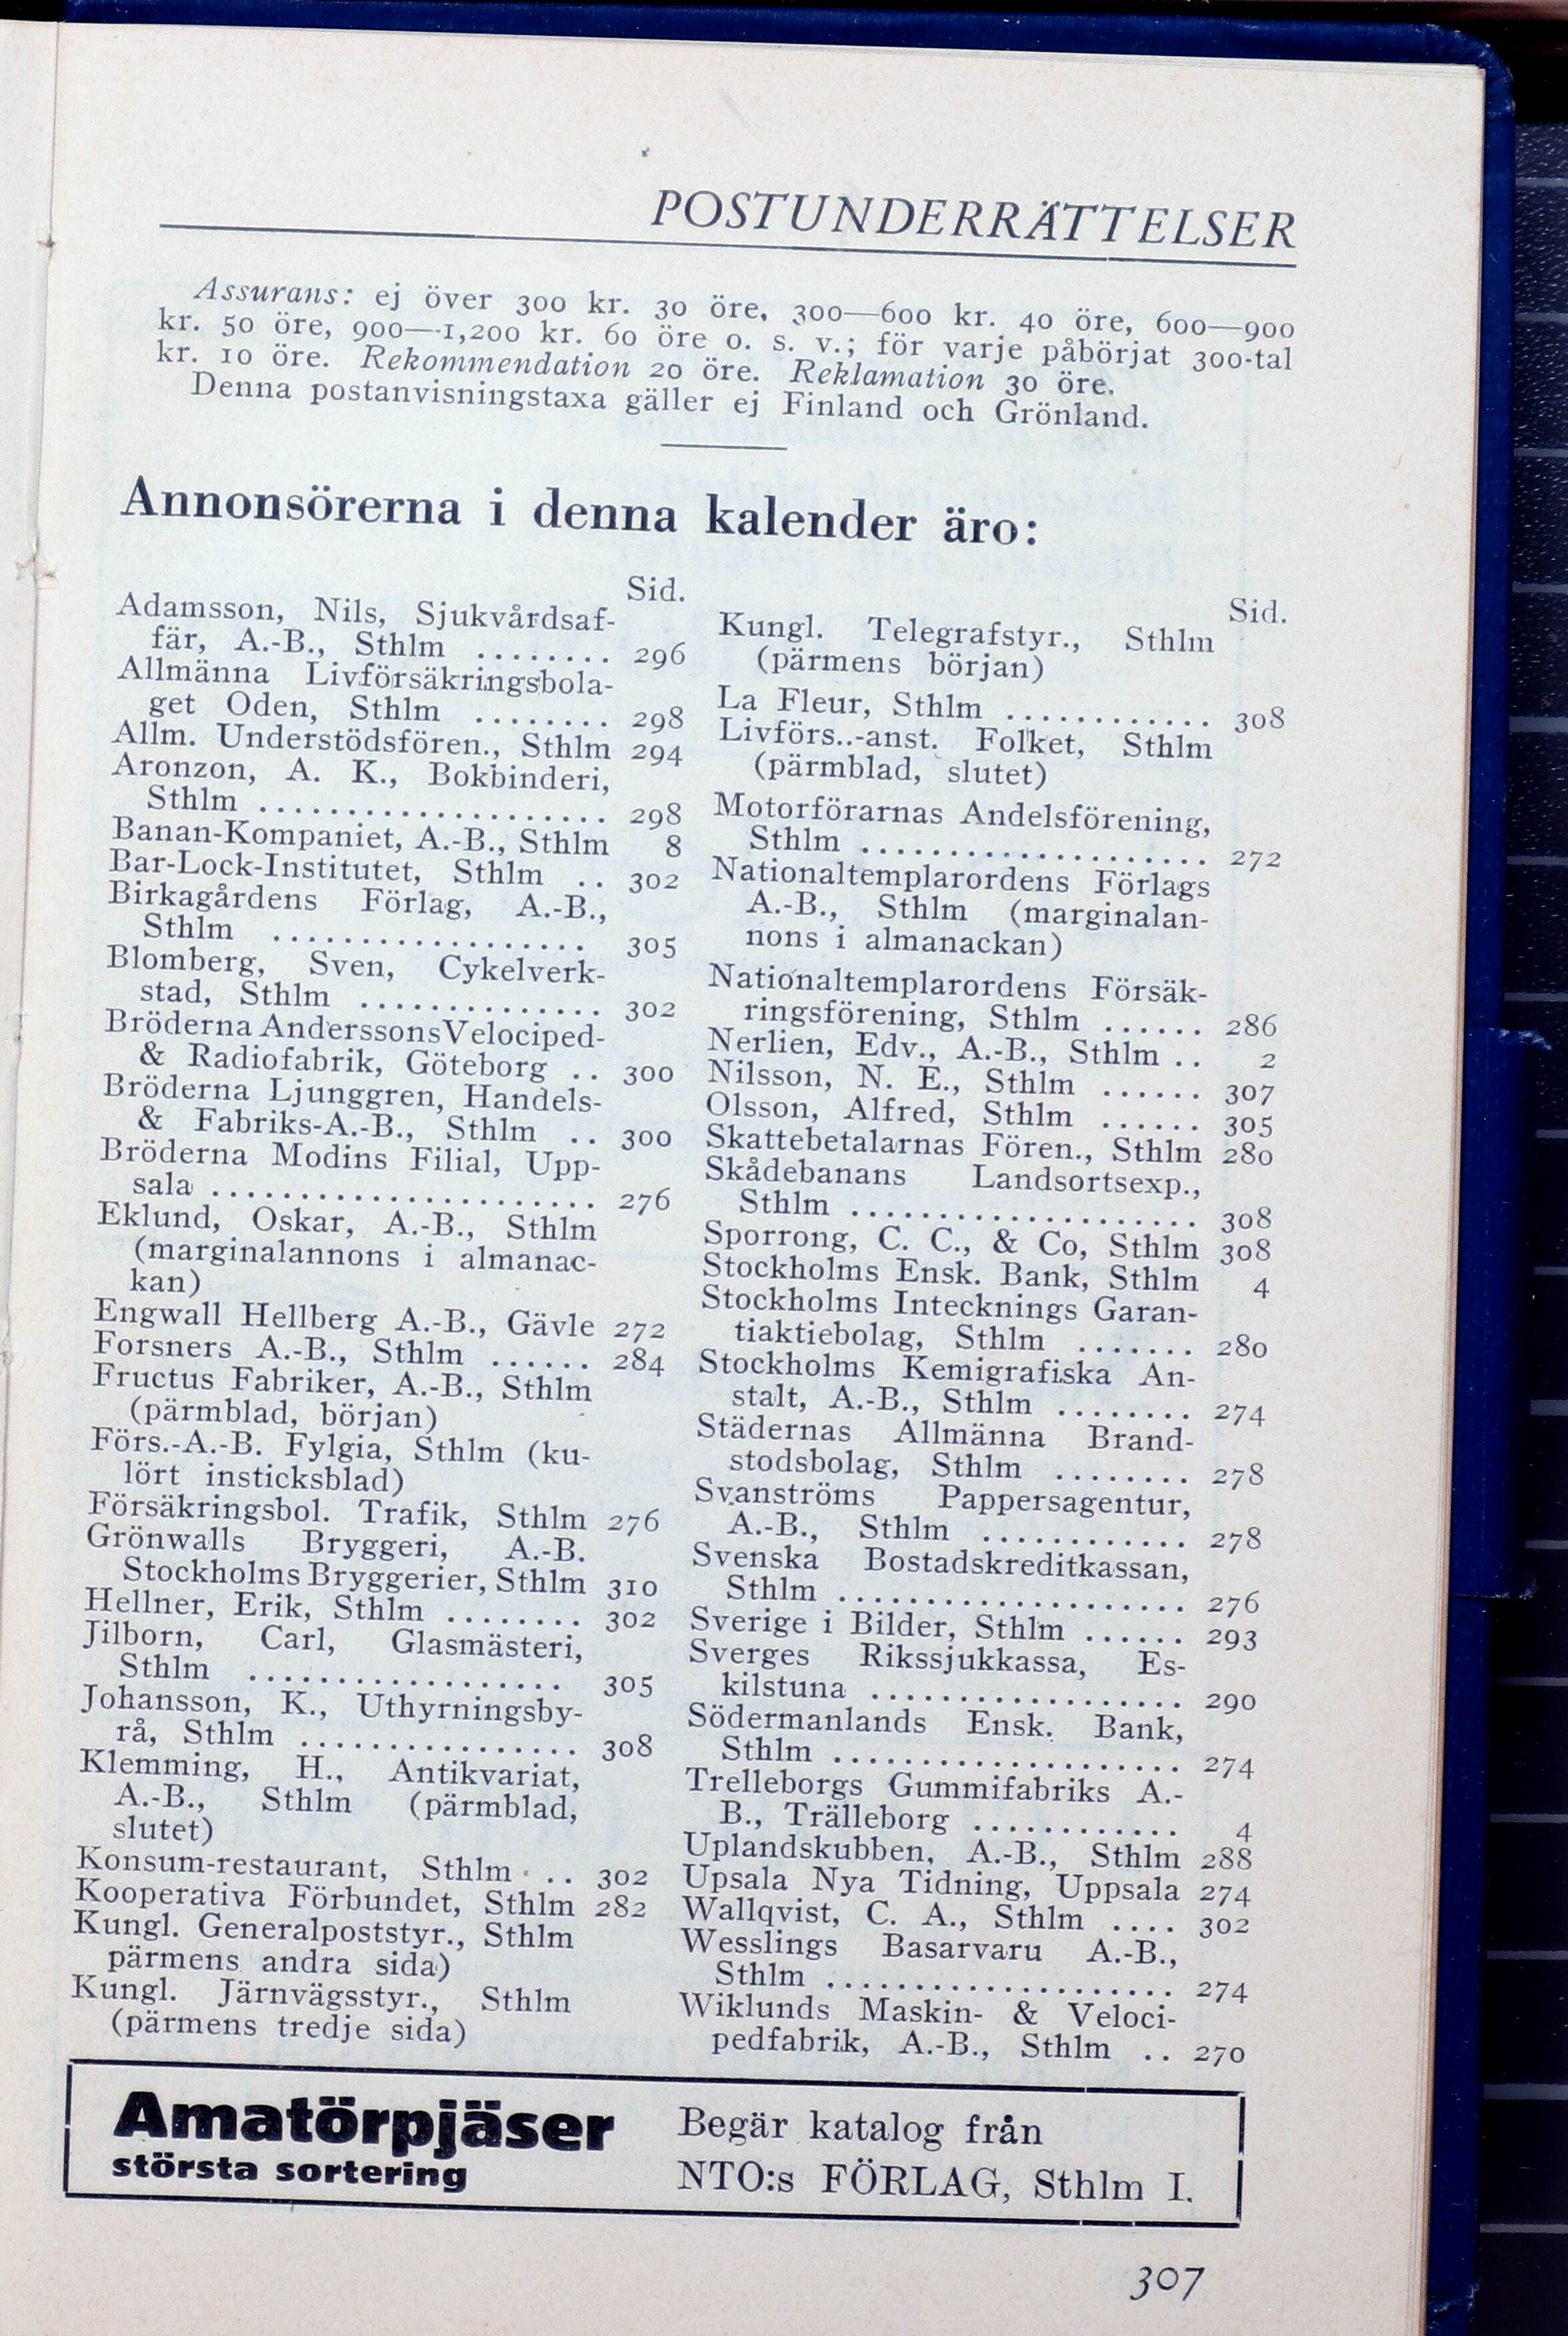 POSTUNDERRÄTTELSER
Assurans: ej över 300 kr. 30 öre, 300—600 kr. 40 öre, 600—900
kr. 50 öre, 900—1,200 kr. 60 öre o. s. v.; för varje påbörjat 300-tal
kr. 10 öre. Rekommendation 20 öre. Reklamation 30 öre.
Denna postanvisningstaxa gäller ej Finland och Grönland.
Annonsörerna i denna kalender äro:
Sid.
Adamsson, Nils, Sjukvårdsaf-
fär, A.-B., Sthlm ........ 296
Allmänna Livförsäkringsbola-
get Oden, Sthlm ........ 298
Allm. Understödsfören., Sthlm 294
Aronzon, A. K., Bokbinderi,
Sthlm .................... 298
Banan-Kompaniet, A.-B., Sthlm 8
Bar-Lock-Institutet, Sthlm .. 302
Birkagårdens Förlag, A.-B.,
Sthlm .................. 305
Blomberg, Sven, Cykelverk-
stad, Sthlm .............. 302
Bröderna Anderssons Velociped-
& Radiofabrik, Göteborg .. 300
Bröderna Ljunggren, Handels-
& Fabriks-A.-B., Sthlm .. 300
Bröderna Modins Filial, Upp-
sala ...................... 276
Eklund, Oskar, A.-B., Sthlm
(marginalannons i almanac-
kan)
Engwall Hellberg A.-B., Gävle 272
Forsners A.-B., Sthlm ...... 284
Fructus Fabriker, A.-B., Sthlm
(pärmblad, början)
Förs.-A.-B. Fylgia, Sthlm (ku-
lört insticksblad)
Försäkringsbol. Trafik, Sthlm 276
Grönwalls Bryggeri, A.-B.
Stockholms Bryggerier, Sthlm 310
Hellner, Erik, Sthlm ........ 302
Jilborn, Carl, Glasmästeri,
Sthlm .................. 305
Johansson, K., Uthyrningsby-
rå, Sthlm ................ 308
Klemming, H., Antikvariat,
A.-B., Sthlm (pärmblad,
slutet)
Konsum-restaurant, Sthlm .. 302
Kooperativa Förbundet, Sthlm 282
Kungl. Generalpoststyr., Sthlm
pärmens andra sida)
Kungl. Järnvägsstyr., Sthlm
(pärmens tredje sida)
Sid.
Kungl. Telegrafstyr., Sthlm
(pärmens början)
La Fleur, Sthlm ............ 308
Livförs..-anst. Folket, Sthlm
(pärmblad, slutet)
Motorförarnas Andelsförening,
Sthlm .................... 272
Nationaltemplarordens Förlags
A.-B., Sthlm (marginalan-
nons i almanackan)
Nationaltemplarordens Försäk-
ringsförening, Sthlm ...... 286
Nerlien, Edv., A.-B., Sthlm .. 2
Nilsson, N. E., Sthlm ...... 307
Olsson, Alfred, Sthlm ...... 305
Skattebetalarnas Fören., Sthlm 280
Skådebanans Landsortsexp.,
Sthlm .................... 308
Sporrong, C. C., & Co, Sthlm 308
Stockholms Ensk. Bank, Sthlm 4
Stockholms Intecknings Garan-
tiaktiebolag, Sthlm ....... 280
Stockholms Kemigrafiska An-
stalt, A.-B., Sthlm ........ 274
Städernas Allmänna Brand-
stodsbolag, Sthlm ........ 278
Svanströms Pappersagentur,
A.-B., Sthlm ............ 278
Svenska Bostadskreditkassan,
Sthlm .................... 276
Sverige i Bilder, Sthlm ...... 293
Sverges Rikssjukkassa, Es-
kilstuna .................. 290
Södermanlands Ensk. Bank,
Sthlm .................... 274
Trelleborgs Gummifabriks A.-
B., Trälleborg ............ 4
Uplandskubben, A.-B., Sthlm 288
Upsala Nya Tidning, Uppsala 274
Wallqvist, C. A., Sthlm .... 302
Wesslings Basarvaru A.-B.,
Sthlm .................... 274
Wiklunds Maskin- & Veloci-
pedfabrik, A.-B., Sthlm .. 270
Amatörpjäser
största sortering
Begär katalog från
NTO:s FÖRLAG, Sthlm I.
307